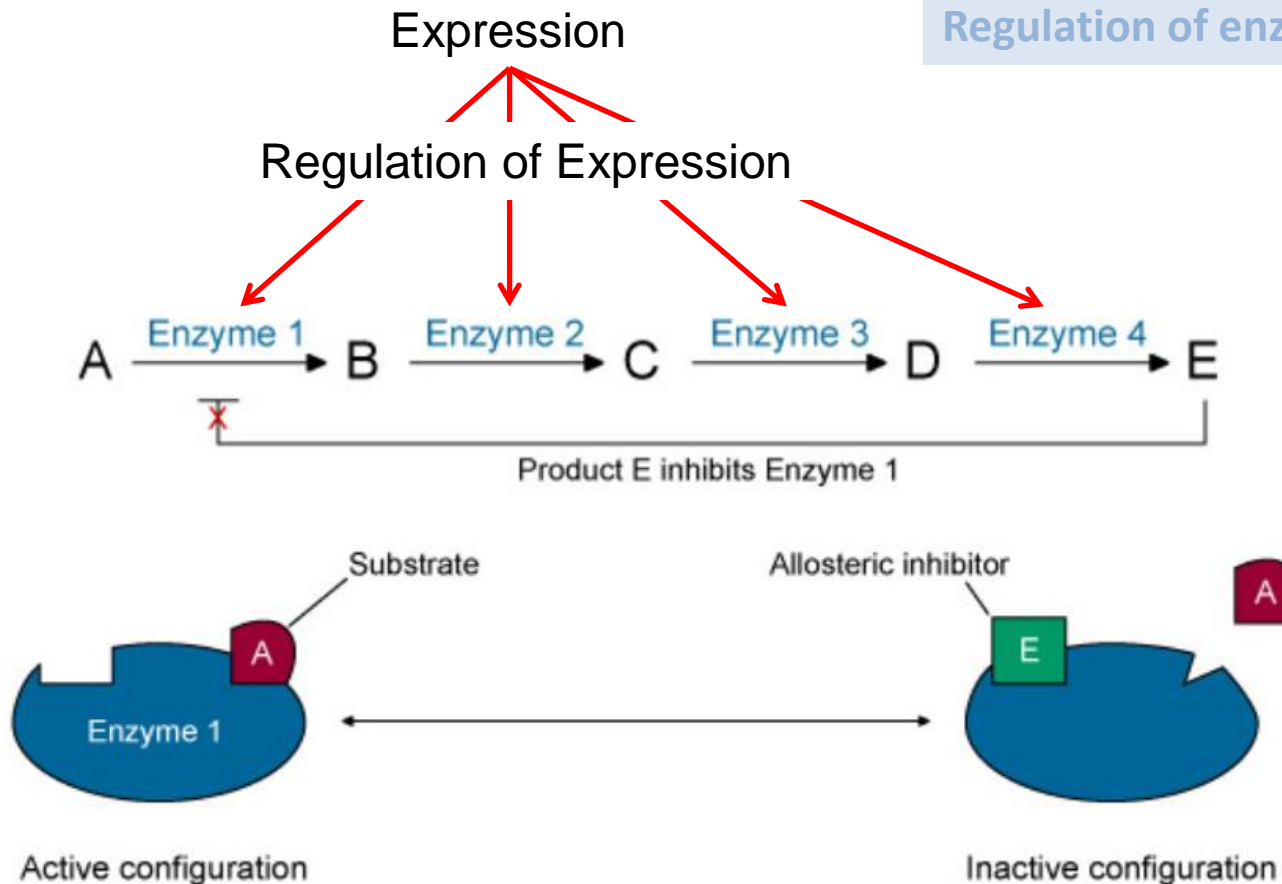 Expression
Regulation of enz
Regulation of Expression
Enzyme 1 Enzyme 2 Enzyme 3 Enzyme 4
A B C D E
X
Product E inhibits Enzyme 1
Substrate Allosteric inhibitor
A E A
Enzyme 1
Active configuration Inactive configuration